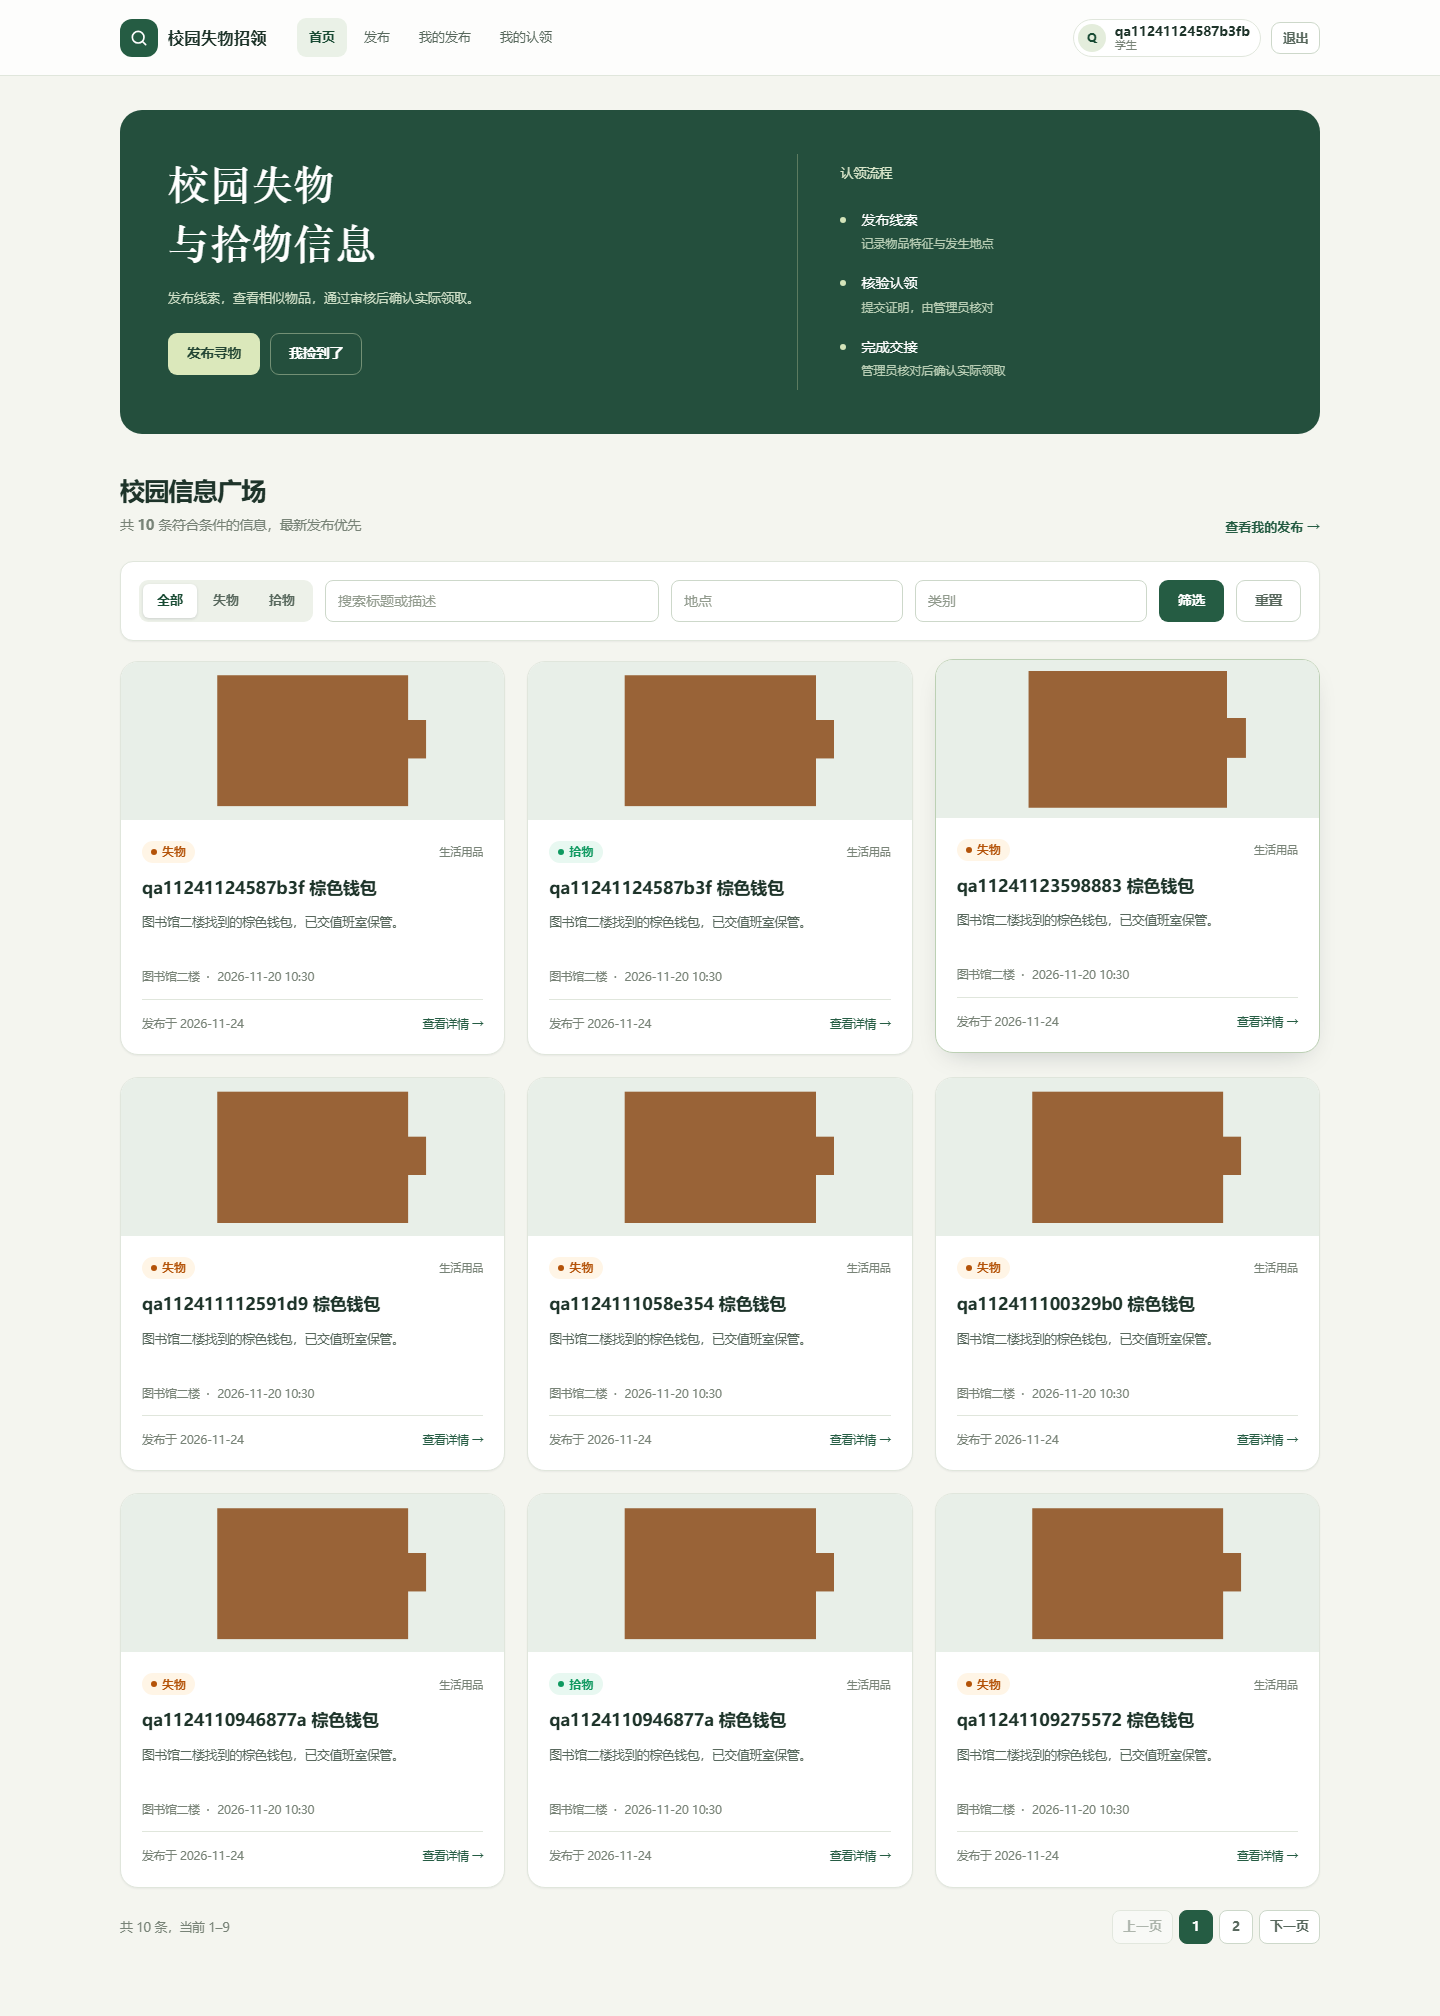 校园失物招领
首页
发布
我的发布
我的认领
Q
qa11241124587b3fb
学生
退出
校园失物
与拾物信息
发布线索，查看相似物品，通过审核后确认实际领取。
发布寻物
我捡到了
认领流程
发布线索
记录物品特征与发生地点
核验认领
提交证明，由管理员核对
完成交接
管理员核对后确认实际领取
校园信息广场
共 10 条符合条件的信息，最新发布优先
查看我的发布 →
全部
失物
拾物
搜索标题或描述
地点
类别
筛选
重置
失物
生活用品
qa11241124587b3f 棕色钱包
图书馆二楼找到的棕色钱包，已交值班室保管。
图书馆二楼 · 2026-11-20 10:30
发布于 2026-11-24
查看详情 →
拾物
生活用品
qa11241124587b3f 棕色钱包
图书馆二楼找到的棕色钱包，已交值班室保管。
图书馆二楼 · 2026-11-20 10:30
发布于 2026-11-24
查看详情 →
失物
生活用品
qa11241123598883 棕色钱包
图书馆二楼找到的棕色钱包，已交值班室保管。
图书馆二楼 · 2026-11-20 10:30
发布于 2026-11-24
查看详情 →
失物
生活用品
qa112411112591d9 棕色钱包
图书馆二楼找到的棕色钱包，已交值班室保管。
图书馆二楼 · 2026-11-20 10:30
发布于 2026-11-24
查看详情 →
失物
生活用品
qa1124111058e354 棕色钱包
图书馆二楼找到的棕色钱包，已交值班室保管。
图书馆二楼 · 2026-11-20 10:30
发布于 2026-11-24
查看详情 →
失物
生活用品
qa112411100329b0 棕色钱包
图书馆二楼找到的棕色钱包，已交值班室保管。
图书馆二楼 · 2026-11-20 10:30
发布于 2026-11-24
查看详情 →
失物
生活用品
qa1124110946877a 棕色钱包
图书馆二楼找到的棕色钱包，已交值班室保管。
图书馆二楼 · 2026-11-20 10:30
发布于 2026-11-24
查看详情 →
拾物
生活用品
qa1124110946877a 棕色钱包
图书馆二楼找到的棕色钱包，已交值班室保管。
图书馆二楼 · 2026-11-20 10:30
发布于 2026-11-24
查看详情 →
失物
生活用品
qa11241109275572 棕色钱包
图书馆二楼找到的棕色钱包，已交值班室保管。
图书馆二楼 · 2026-11-20 10:30
发布于 2026-11-24
查看详情 →
共 10 条，当前 1–9
上一页
1
2
下一页